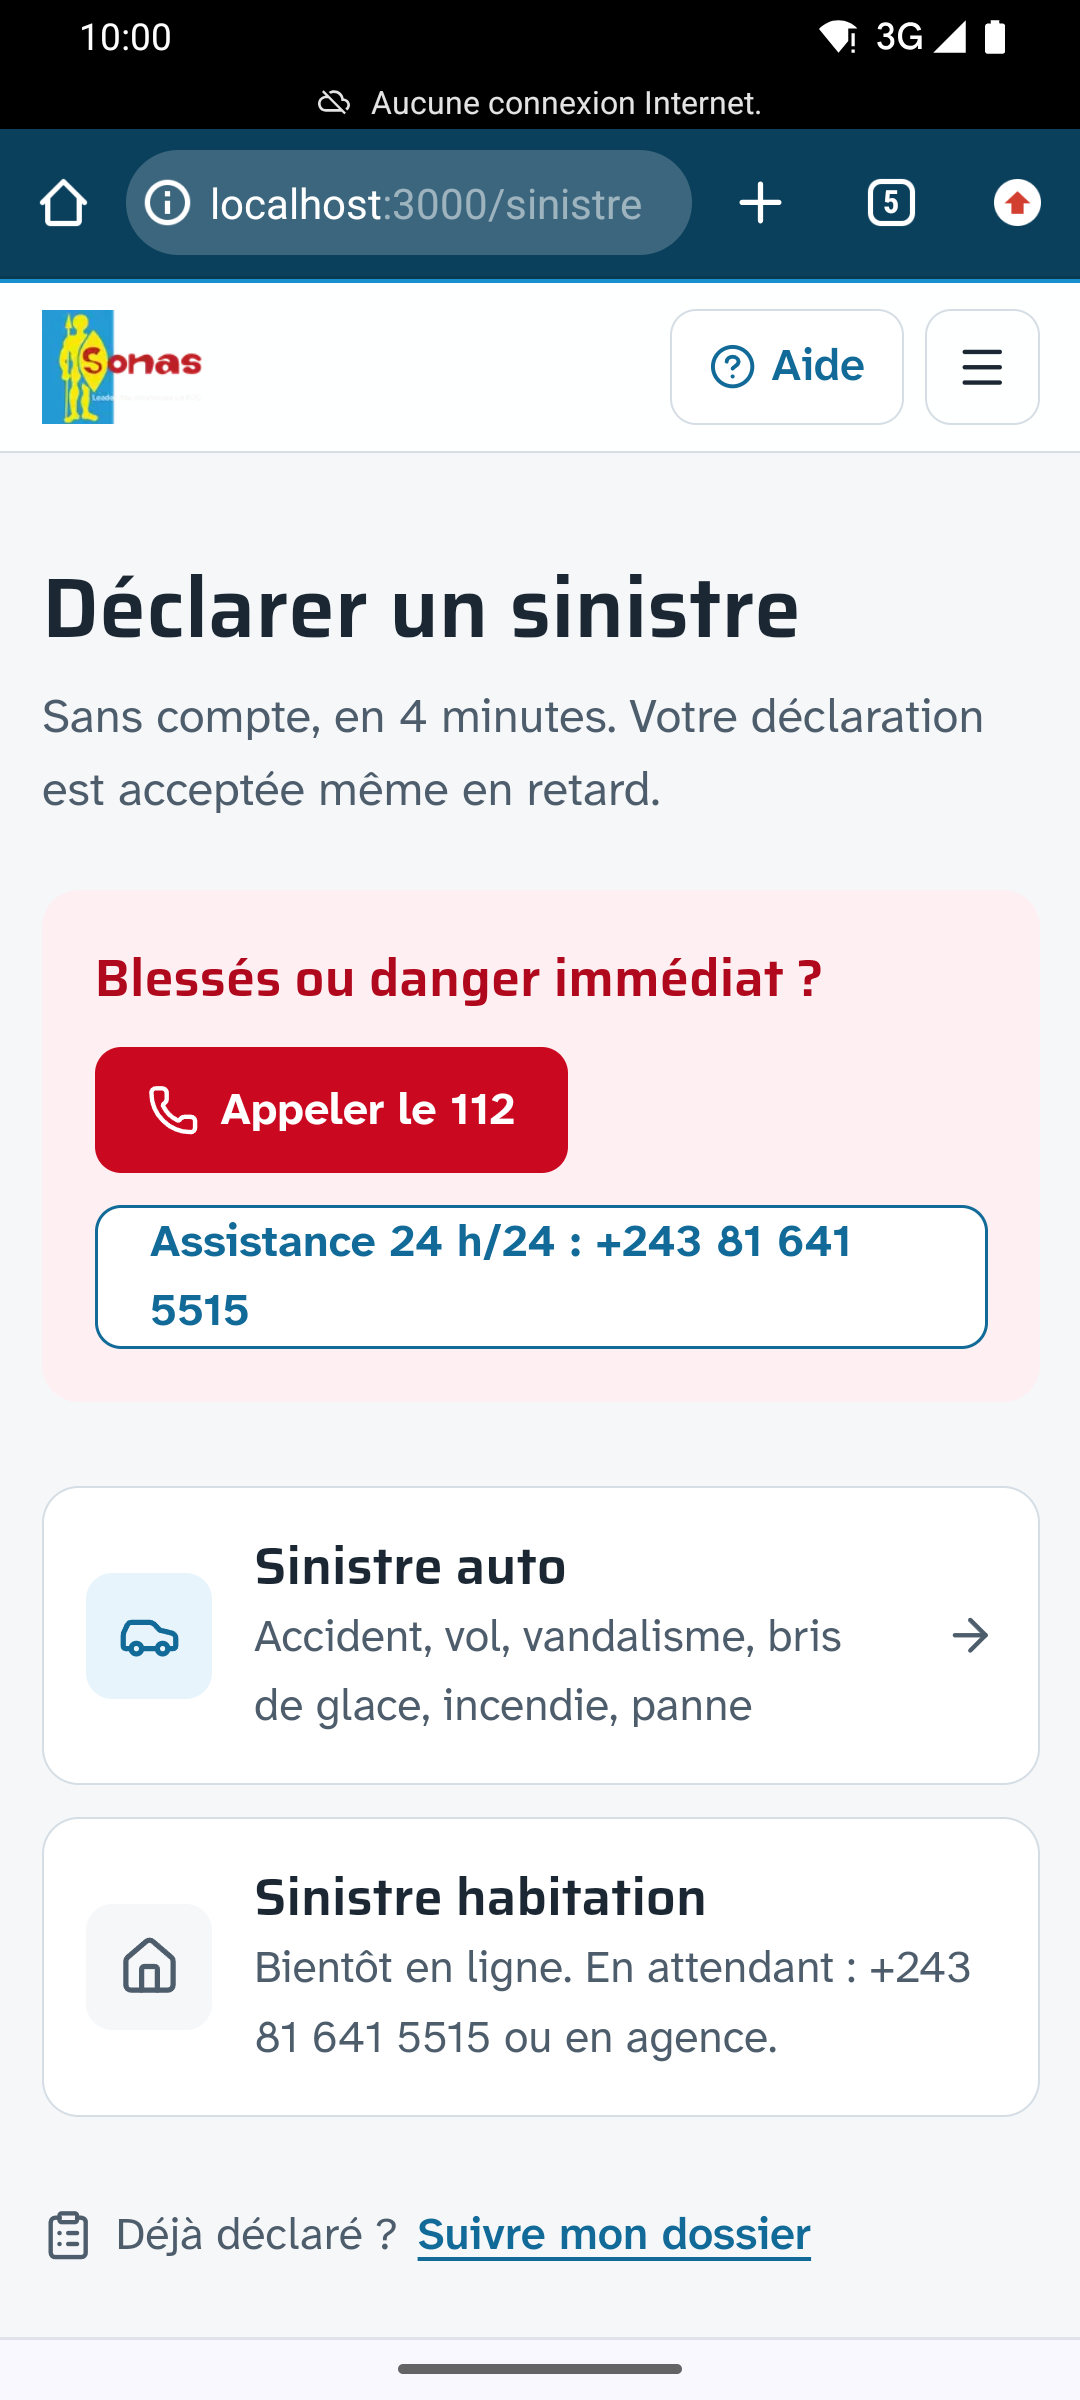 10:00
3G
Aucune connexion Internet.
localhost:3000/sinistre
5
Sonas
Aide
Déclarer un sinistre
Sans compte, en 4 minutes. Votre déclaration
est acceptée même en retard.
Blessés ou danger immédiat ?
Appeler le 112
Assistance 24 h/24 : +243 81 641
5515
Sinistre auto
Accident, vol, vandalisme, bris
de glace, incendie, panne
Sinistre habitation
Bientôt en ligne. En attendant : +243
81 641 5515 ou en agence.
Déjà déclaré ? Suivre mon dossier